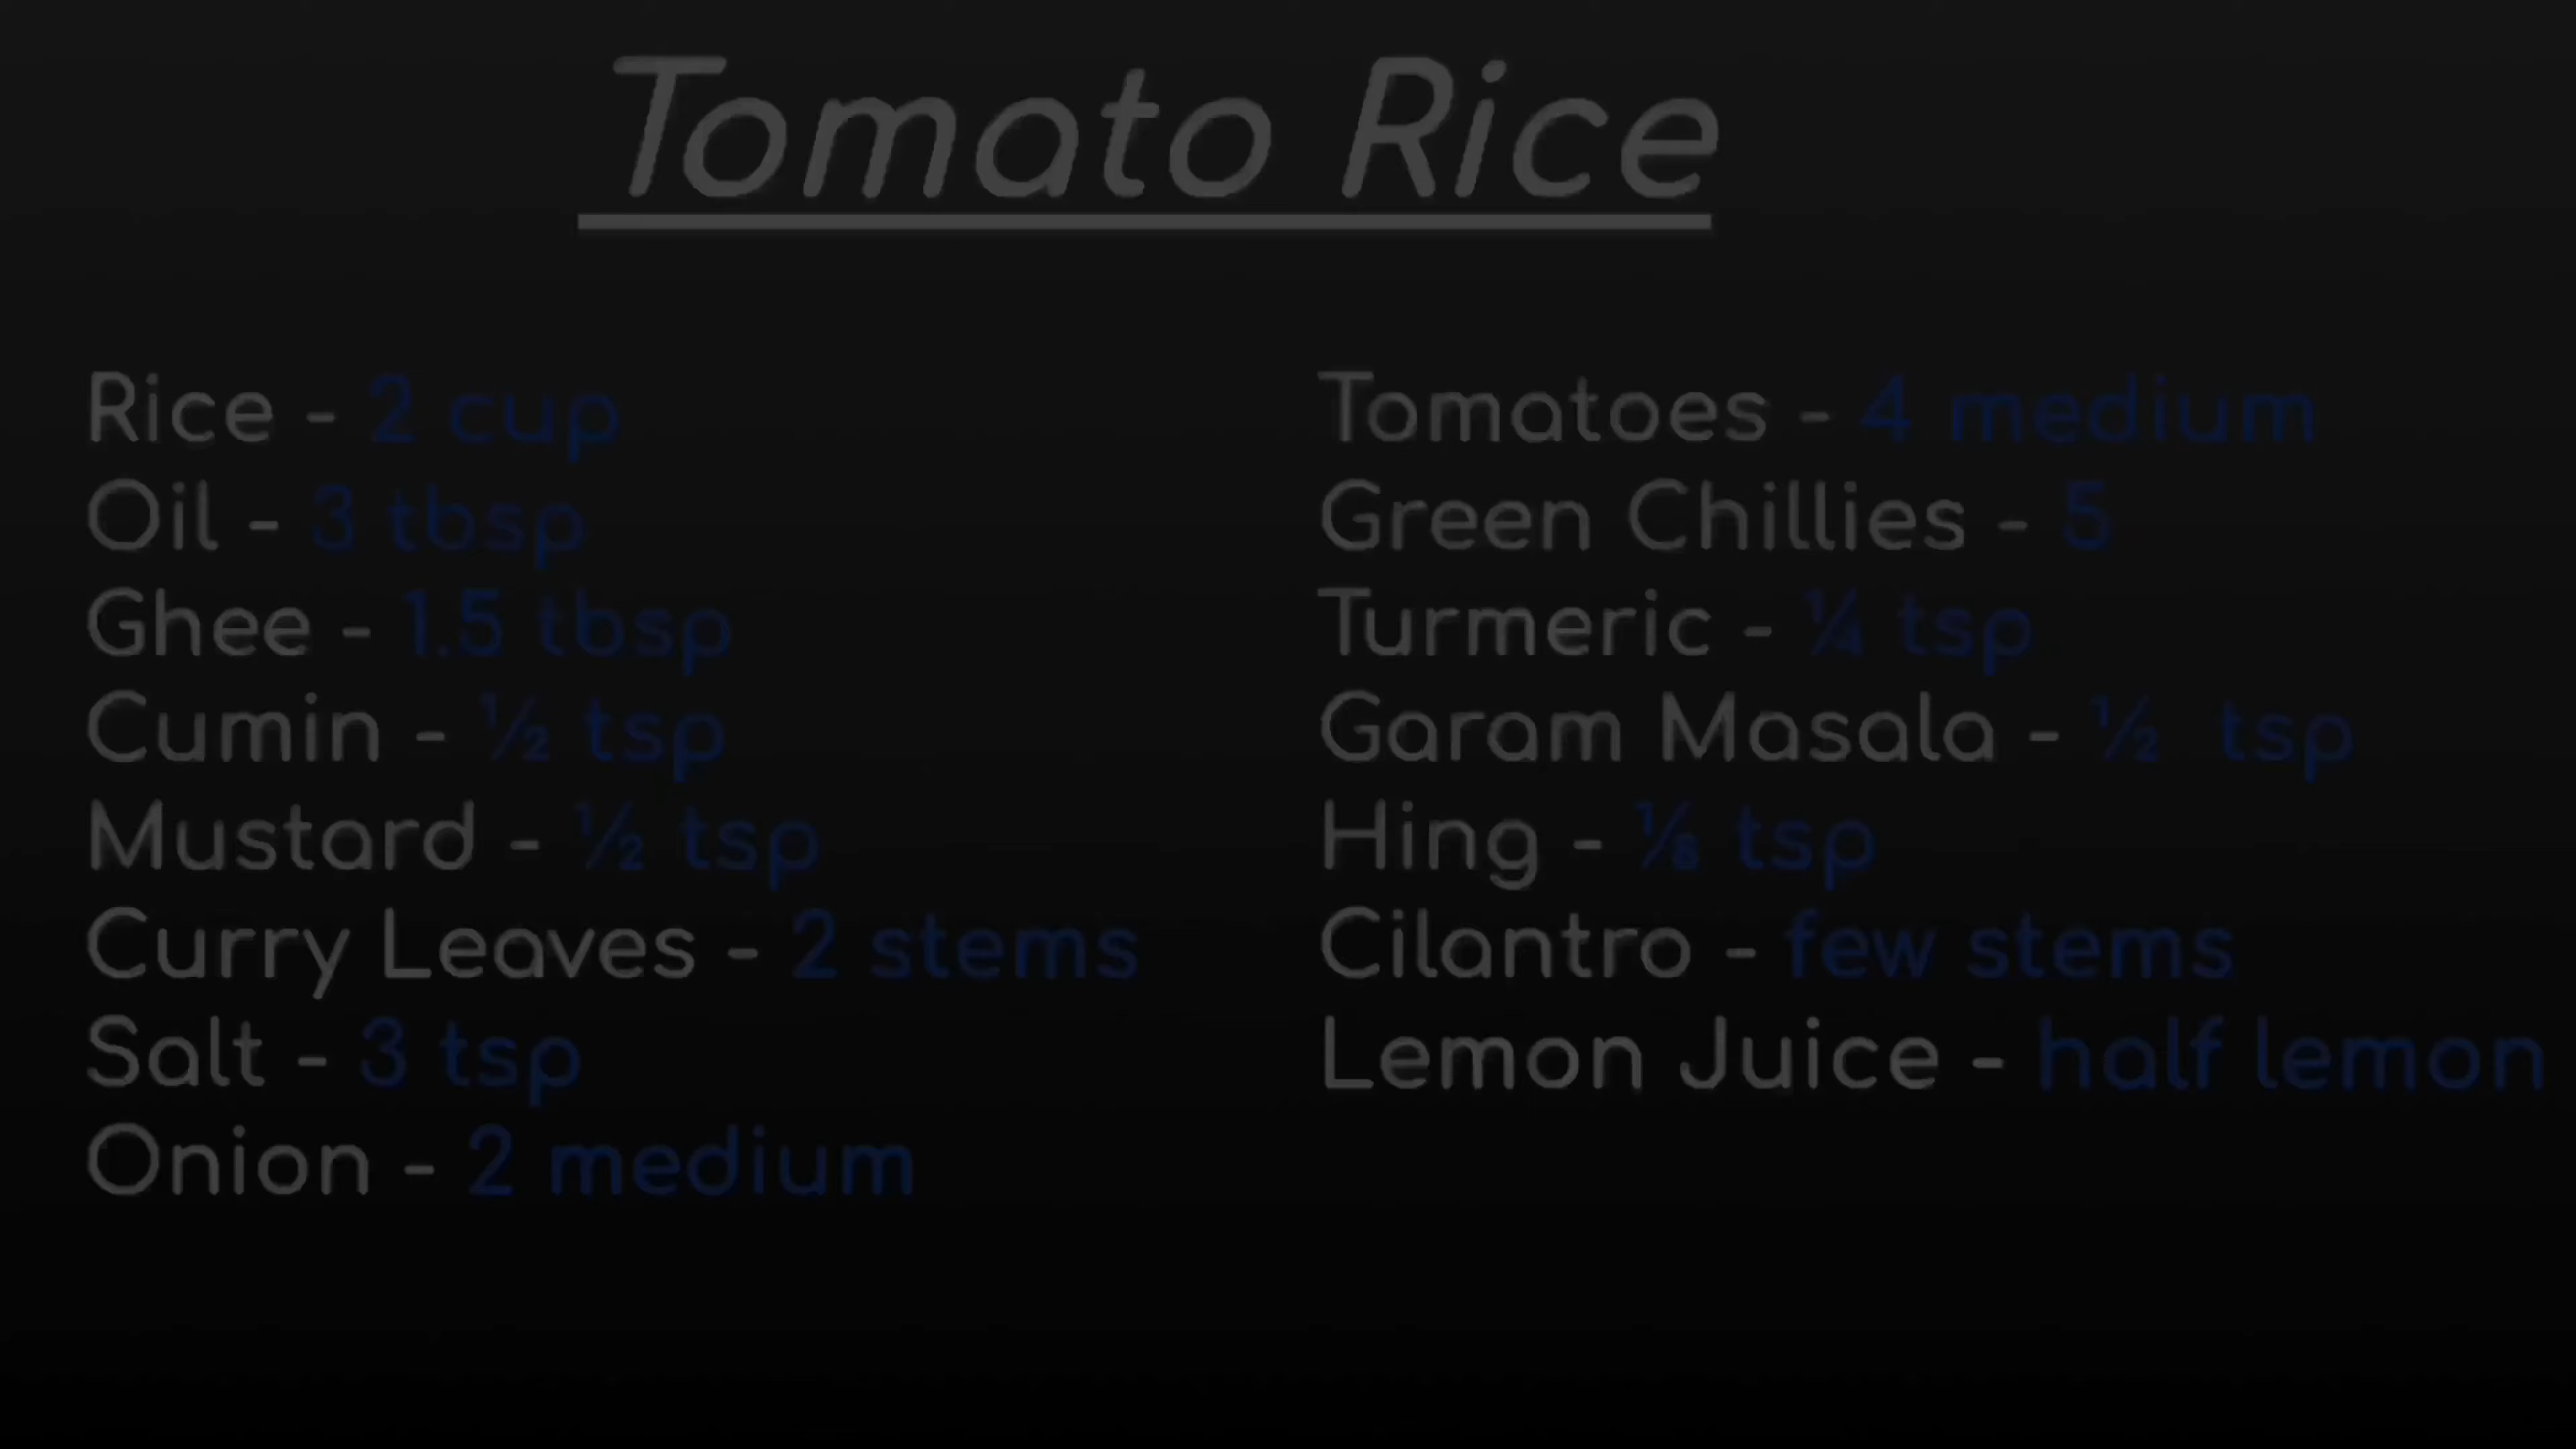 Tomato Rice
Rice - 2 cup
Oil - 3 tbsp
Ghee - 1.5 tbsp
Cumin - ½ tsp
Mustard - ½ tsp
Curry Leaves - 2 stems
Salt - 3 tsp
Onion - 2 medium
Tomatoes - 4 medium
Green Chillies - 5
Turmeric - ¼ tsp
Garam Masala - ½  tsp
Hing - ⅛ tsp
Cilantro - few stems
Lemon Juice - half lemon